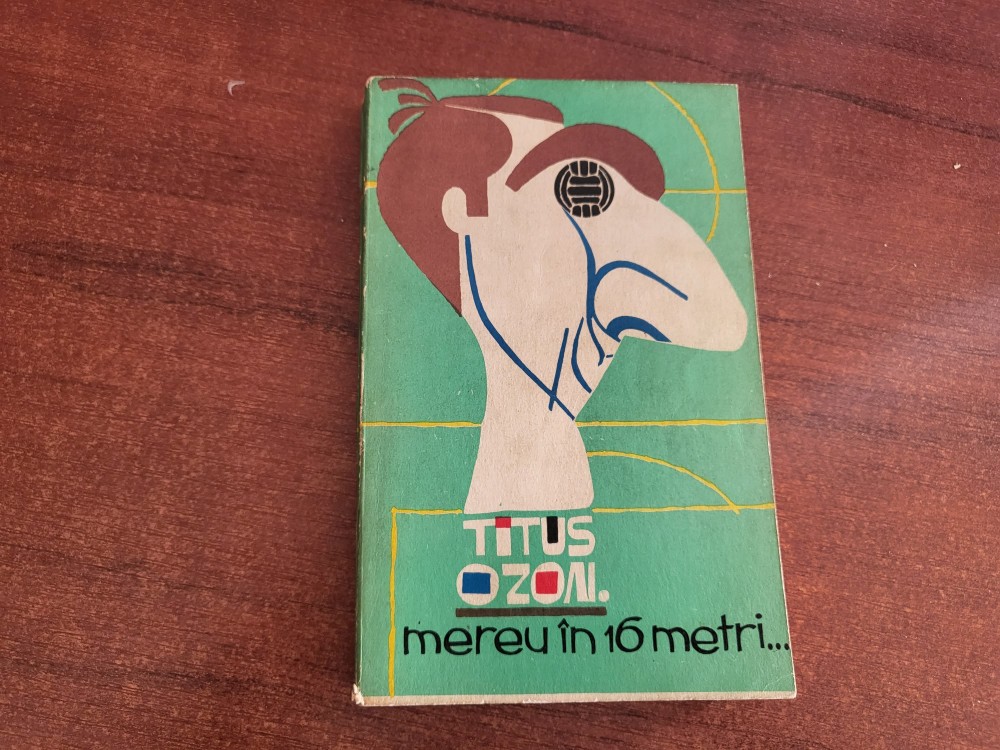 TiTUS
OZON.
mereu în 16 metri...